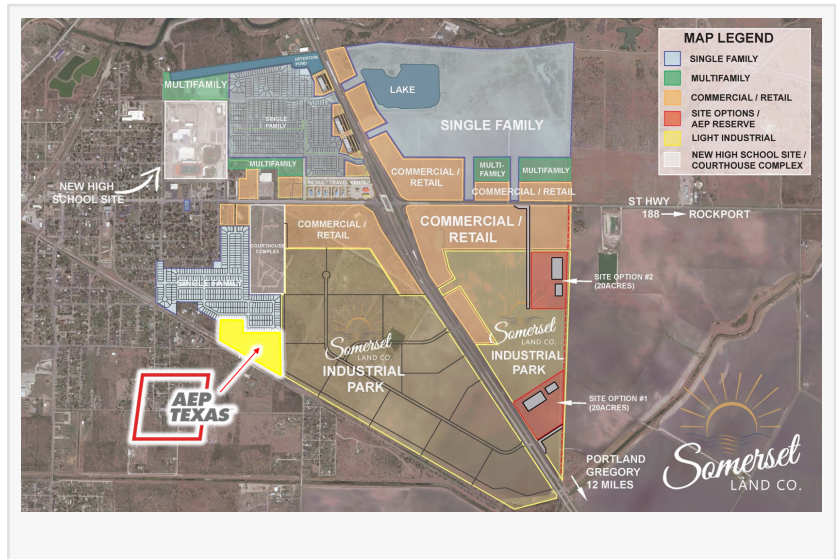 MAP LEGEND
SINGLE FAMILY
MULTIFAMILY
COMMERCIAL / RETAIL
SITE OPTIONS /
AEP RESERVE
LIGHT INDUSTRIAL
NEW HIGH SCHOOL SITE /
COURTHOUSE COMPLEX
DETENTION
POND
MULTIFAMILY
LAKE
SINGLE
FAMILY
SINGLE FAMILY
MULTIFAMILY
COMMERCIAL /
RETAIL
MULTI-
FAMILY
MULTIFAMILY
RETAIL / TRAVEL CENTER
COMMERCIAL / RETAIL
NEW HIGH
SCHOOL SITE
ST HWY
188 ROCKPORT
COMMERCIAL /
RETAIL
COMMERCIAL /
RETAIL
COURTHOUSE
COMPLEX
SINGLE FAMILY
SITE OPTION #2
(20ACRES)
Somerset
LAND CO.
INDUSTRIAL
PARK
Somerset
LAND CO.
INDUSTRIAL
PARK
AEP
TEXAS
SITE OPTION #1
(20ACRES)
PORTLAND
GREGORY
12 MILES
Somerset
LAND CO.